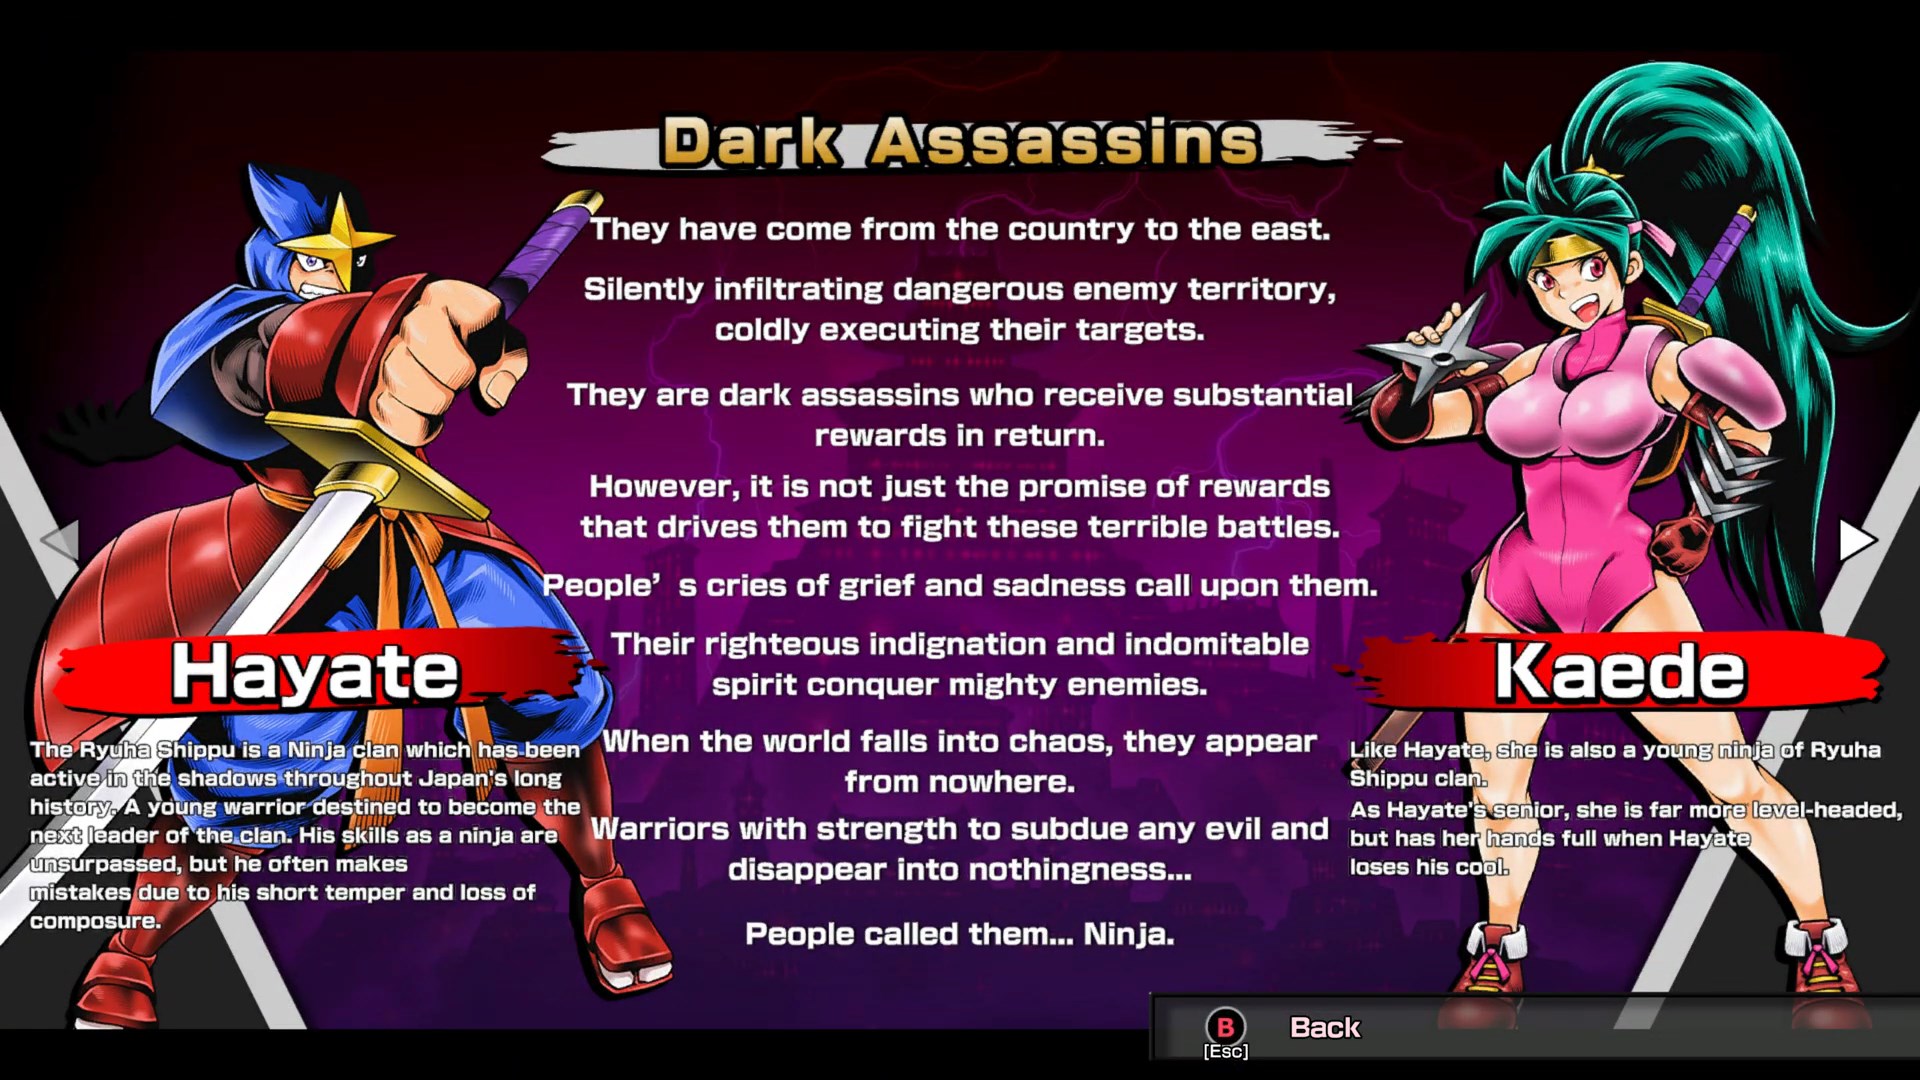 Dark Assassins
They have come from the country to the east.
Silently infiltrating dangerous enemy territory,
coldly executing their targets.
They are dark assassins who receive substantial
rewards in return.
However, it is not just the promise of rewards
that drives them to fight these terrible battles.
People’ s cries of grief and sadness call upon them.
Their righteous indignation and indomitable
spirit conquer mighty enemies.
When the world falls into chaos, they appear
from nowhere.
Warriors with strength to subdue any evil and
disappear into nothingness...
People called them... Ninja.
Hayate
The Ryuha Shippu is a Ninja clan which has been
active in the shadows throughout Japan's long
history. A young warrior destined to become the
next leader of the clan. His skills as a ninja are
unsurpassed, but he often makes
mistakes due to his short temper and loss of
composure.
Kaede
Like Hayate, she is also a young ninja of Ryuha
Shippu clan.
As Hayate's senior, she is far more level-headed,
but has her hands full when Hayate
loses his cool.
B
[Esc]
Back